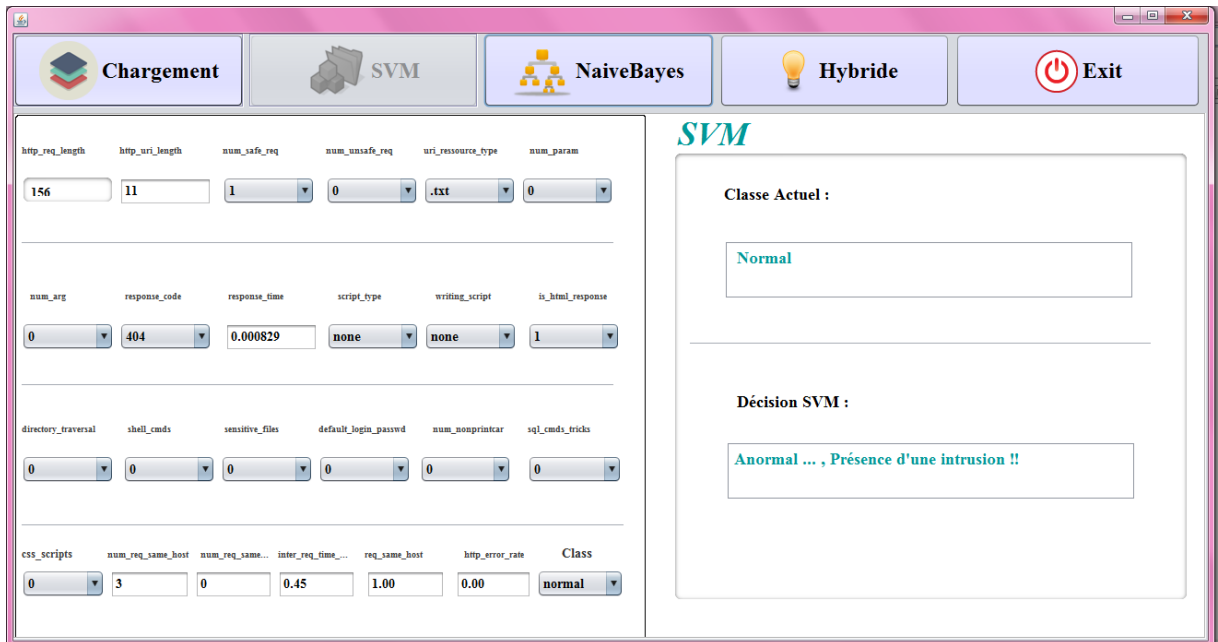 Chargement SVM NaiveBayes Hybride Exit
SVM
http_req_length http_uri_length num_safe_req num_unsafe_req uri_ressource_type num_param
156 11 1 0 .txt 0
num_arg response_code response_time script_type writing_script is_html_response
0 404 0.000829 none none 1
directory_traversal shell_cmds sensitive_files default_login_passwd num_nonprintcar sql_cmds_tricks
0 0 0 0 0 0
css_scripts num_req_same_host num_req_same... inter_req_time_... req_same_host http_error_rate Class
0 3 0 0.45 1.00 0.00 normal
Classe Actuel :
Normal
Décision SVM :
Anormal ... , Présence d'une intrusion !!